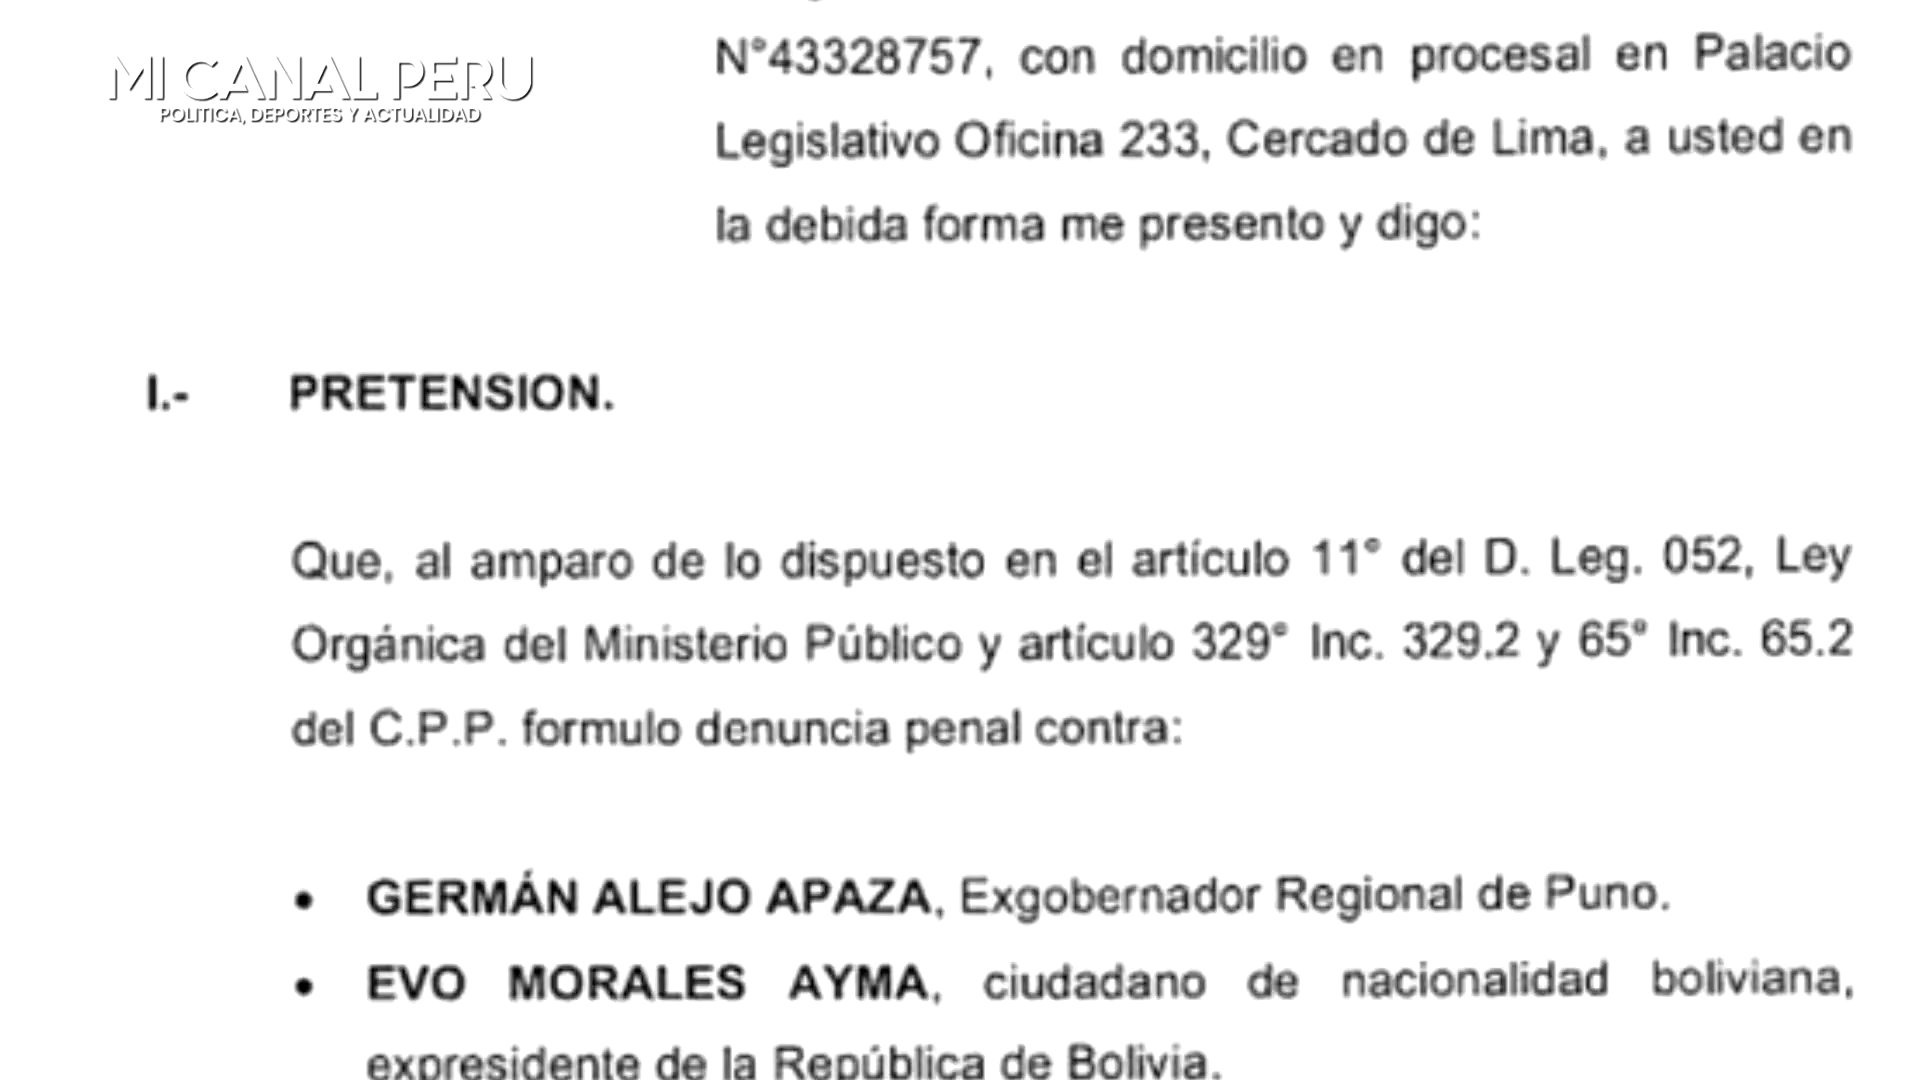 MI CANAL PERU
POLITICA, DEPORTES Y ACTUALIDAD
N°43328757, con domicilio en procesal en Palacio
Legislativo Oficina 233, Cercado de Lima, a usted en
la debida forma me presento y digo:
I.- PRETENSION.
Que, al amparo de lo dispuesto en el artículo 11° del D. Leg. 052, Ley
Orgánica del Ministerio Público y artículo 329° Inc. 329.2 y 65° Inc. 65.2
del C.P.P. formulo denuncia penal contra:
• GERMÁN ALEJO APAZA, Exgobernador Regional de Puno.
• EVO MORALES AYMA, ciudadano de nacionalidad boliviana,
expresidente de la República de Bolivia.